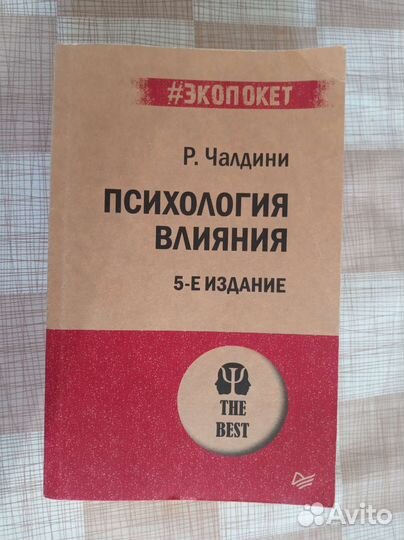 #ЭКОПОКЕТ
Р. Чалдини
ПСИХОЛОГИЯ
ВЛИЯНИЯ
5-Е ИЗДАНИЕ
Ψ
THE
BEST
Avito